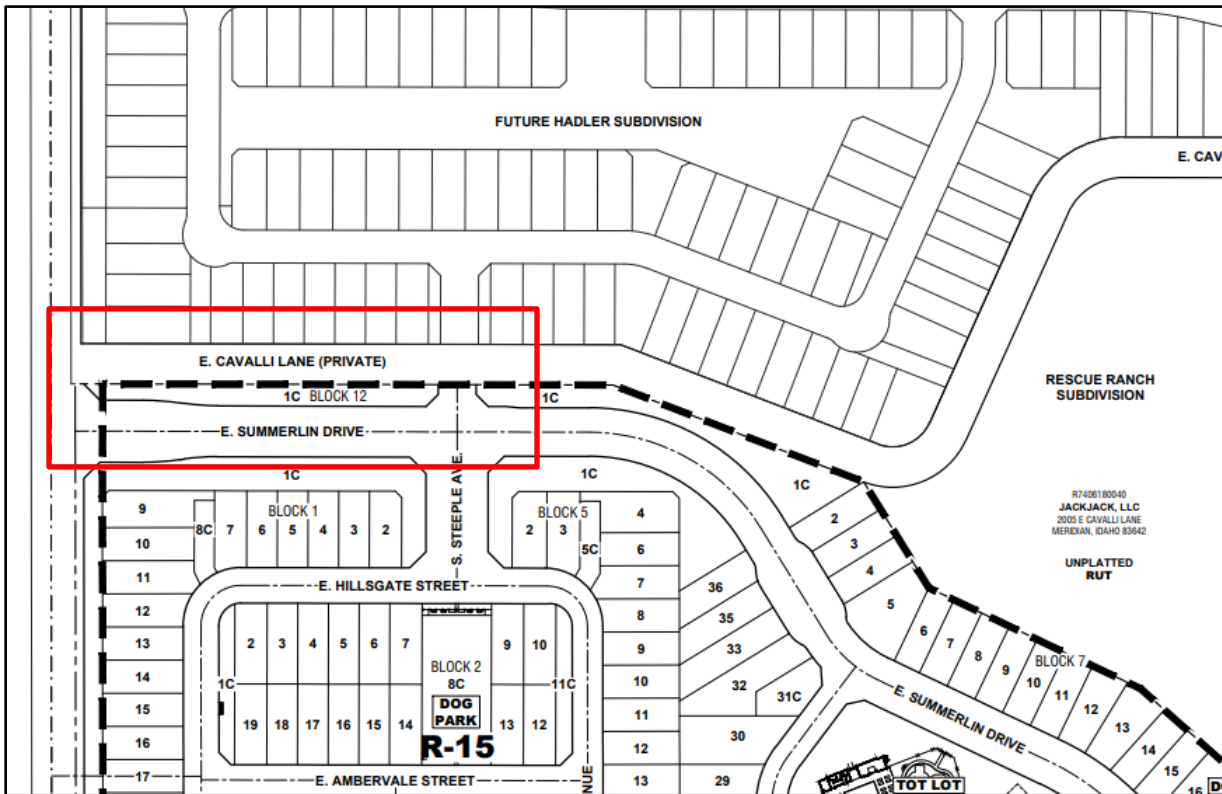 FUTURE HADLER SUBDIVISION
E. CAV
E. CAVALLI LANE (PRIVATE)
1C BLOCK 12
1C
E. SUMMERLIN DRIVE
RESCUE RANCH
SUBDIVISION
R7406180040
JACKJACK, LLC
2005 E CAVALLI LANE
MERIDIAN, IDAHO 83642
UNPLATTED
RUT
S. STEEPLE AVE.
1C
BLOCK 1
9
8C
7
6
5
4
3
2
10
11
12
13
14
15
16
17
1C
BLOCK 5
2
3
5C
4
6
7
8
9
10
11
12
13
E. HILLSGATE STREET
2
3
4
5
6
7
BLOCK 2
8C
DOG
PARK
R-15
9
10
1C
11C
19
18
17
16
15
14
13
12
E. AMBERVALE STREET
NUE
36
35
33
32
31C
30
29
1C
2
3
4
5
6
7
8
9
10
11
12
13
14
15
16
BLOCK 7
E. SUMMERLIN DRIVE
TOT LOT
D